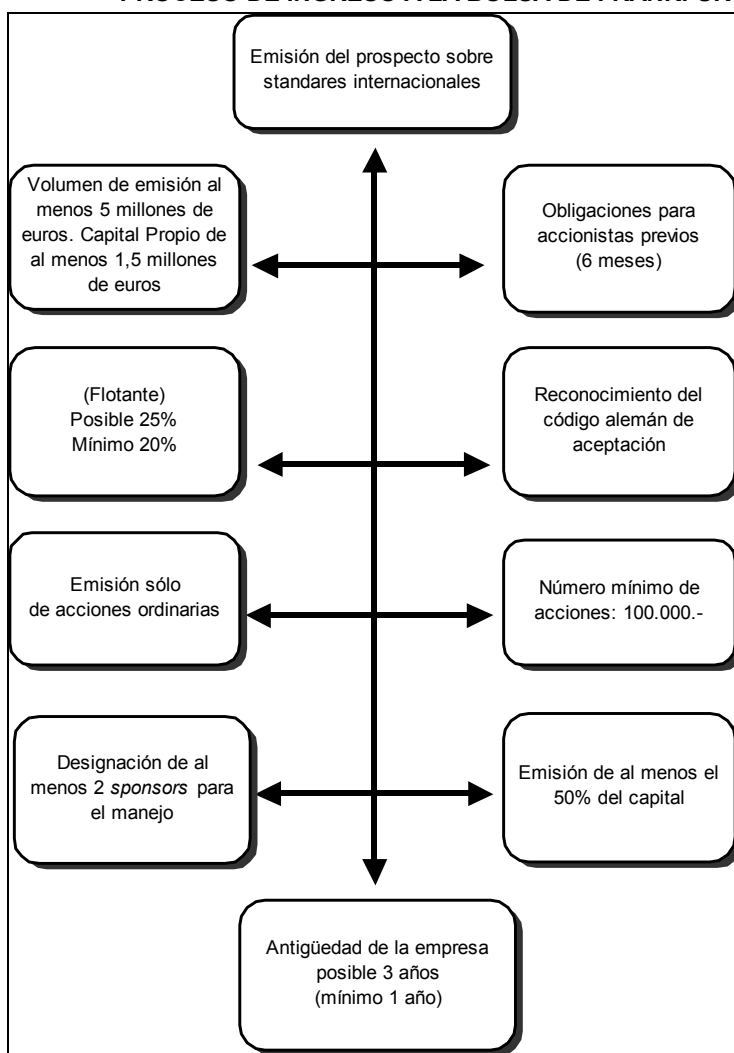 Emisión del prospecto sobre
standares internacionales
Volumen de emisión al
menos 5 millones de
euros. Capital Propio de
al menos 1,5 millones
de euros
Obligaciones para
accionistas previos
(6 meses)
(Flotante)
Posible 25%
Mínimo 20%
Reconocimiento del
código alemán de
aceptación
Emisión sólo
de acciones ordinarias
Número mínimo de
acciones: 100.000.-
Designación de al
menos 2 sponsors para
el manejo
Emisión de al menos el
50% del capital
Antigüedad de la empresa
posible 3 años
(mínimo 1 año)